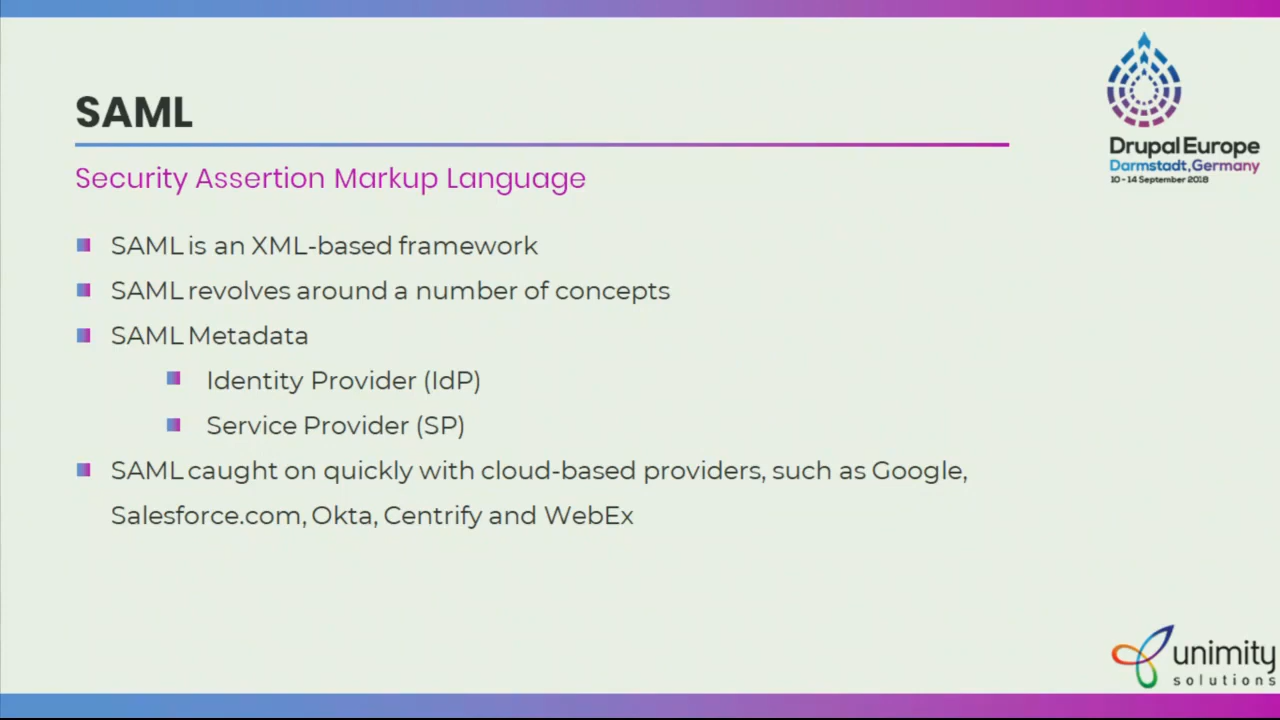 SAML
Security Assertion Markup Language
SAML is an XML-based framework
SAML revolves around a number of concepts
SAML Metadata
Identity Provider (IdP)
Service Provider (SP)
SAML caught on quickly with cloud-based providers, such as Google,
Salesforce.com, Okta, Centrify and WebEx
Drupal Europe
Darmstadt, Germany
10 - 14 September 2018
unimity
solutions